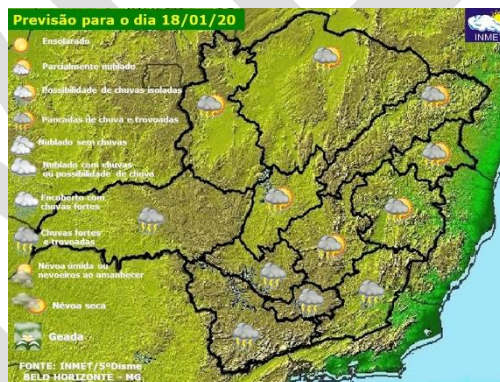 Previsão para o dia 18/01/20
INMET
Ensolarado
Parcialmente nublado
Possibilidade de chuvas isoladas
Pancadas de chuva e trovoadas
Nublado sem chuvas
Nublado com chuvas
ou possibilidade de chuva
Encoberto com
chuvas fortes
Chuvas fortes
e trovoadas
Névoa úmida ou
nevoeiros ao amanhecer
Névoa seca
Geada
FONTE: INMET/5ºDisme
BELO HORIZONTE - MG